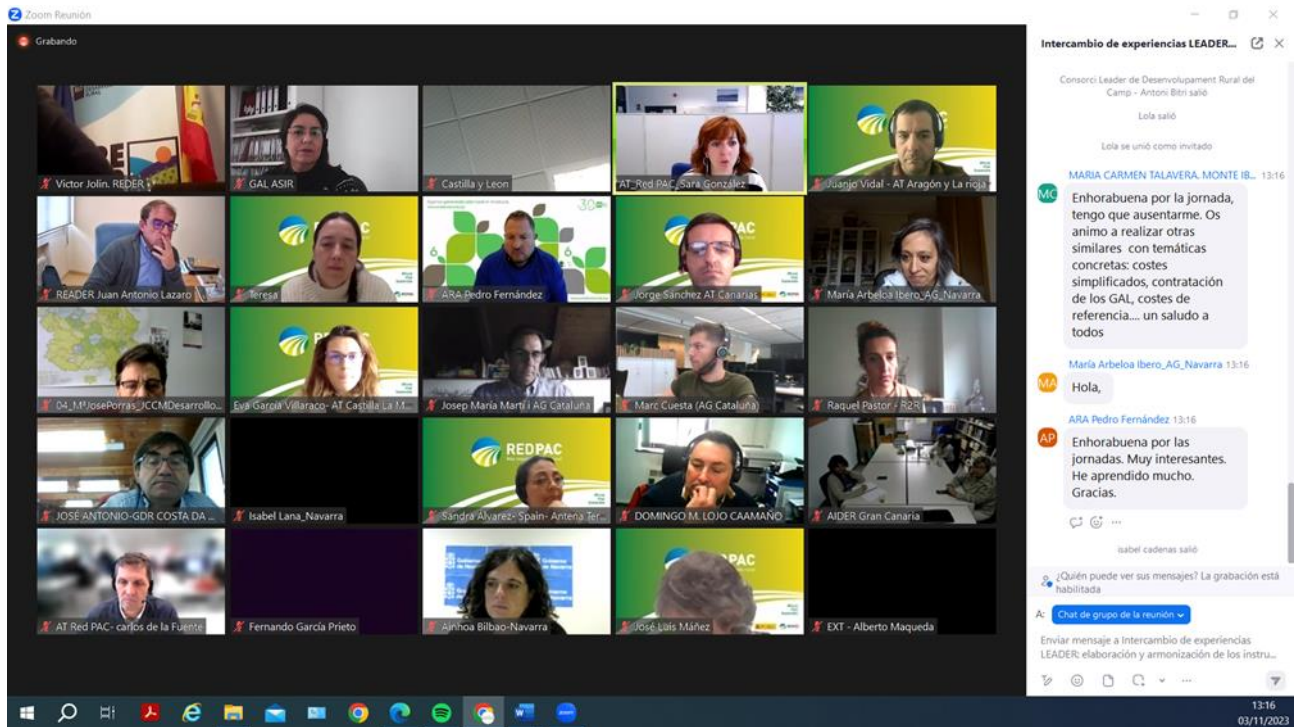 Zoom Reunión
Grabando
Victor Jolin. REDER
GAL ASIR
Castilla y Leon
AT_Red PAC_Sara González
Juanjo Vidal - AT Aragón y La rioja
READER Juan Antonio Lazaro
Teresa
ARA Pedro Fernández
Jorge Sánchez AT Canarias
María Arbeloa Ibero_AG_Navarra
04_MªJosePorras_JCCMDesarrollo...
Eva García Villaraco- AT Castilla La M...
Josep María Martí i AG Cataluña
Marc Cuesta (AG Cataluña)
Raquel Pastor - R2R
REDPAC
JOSÉ ANTONIO-GDR COSTA DA ...
Isabel Lana_Navarra
Sandra Álvarez- Spain- Antena Ter...
DOMINGO M. LOJO CAAMAÑO
AIDER Gran Canaria
AT Red PAC- carlos de la Fuente
Fernando García Prieto
Ainhoa Bilbao-Navarra
José Luis Máñez
EXT - Alberto Maqueda
Intercambio de experiencias LEADER...
Consorci Leader de Desenvolupament Rural del
Camp - Antoni Bitri salió
Lola salió
Lola se unió como invitado
MARIA CARMEN TALAVERA. MONTE IB... 13:16
MC
Enhorabuena por la jornada,
tengo que ausentarme. Os
animo a realizar otras
similares con temáticas
concretas: costes
simplificados, contratación
de los GAL, costes de
referencia.... un saludo a
todos
María Arbeloa Ibero_AG_Navarra 13:16
MA
Hola,
ARA Pedro Fernández 13:16
AP
Enhorabuena por las
jornadas. Muy interesantes.
He aprendido mucho.
Gracias.
isabel cadenas salió
¿Quién puede ver sus mensajes? La grabación está
habilitada
A: Chat de grupo de la reunión
Enviar mensaje a Intercambio de experiencias
LEADER: elaboración y armonización de los instru...
13:16
03/11/2023